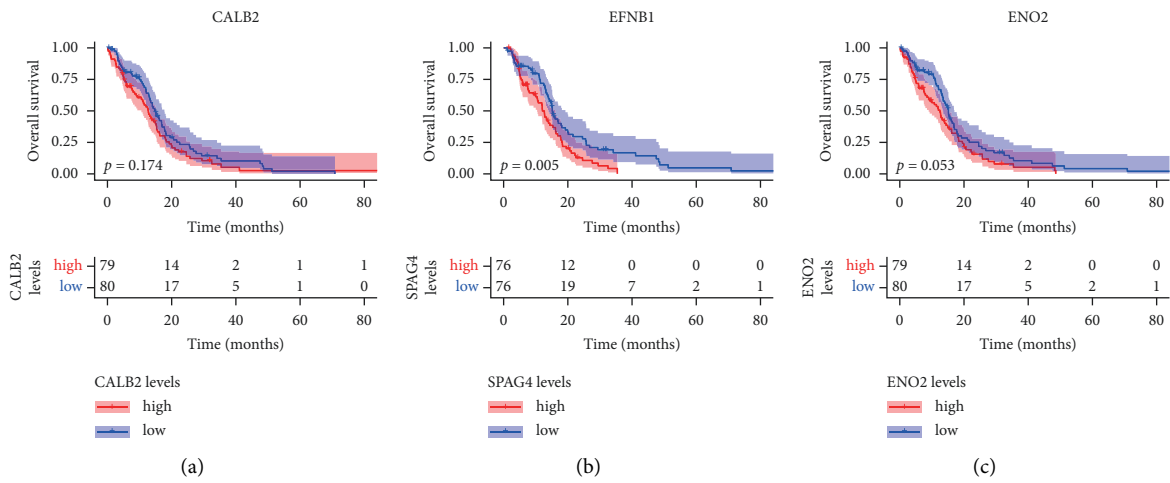 CALB2
1.00
0.75
0.50
0.25
0.00
Overall survival
p = 0.174
0 20 40 60 80
Time (months)
CALB2 levels
high 79 14 2 1 1
low 80 17 5 1 0
0 20 40 60 80
Time (months)
CALB2 levels
high
low
(a)
EFNB1
1.00
0.75
0.50
0.25
0.00
Overall survival
p = 0.005
0 20 40 60 80
Time (months)
SPAG4 levels
high 76 12 0 0 0
low 76 19 7 2 1
0 20 40 60 80
Time (months)
SPAG4 levels
high
low
(b)
ENO2
1.00
0.75
0.50
0.25
0.00
Overall survival
p = 0.053
0 20 40 60 80
Time (months)
ENO2 levels
high 79 14 2 0 0
low 80 17 5 2 1
0 20 40 60 80
Time (months)
ENO2 levels
high
low
(c)